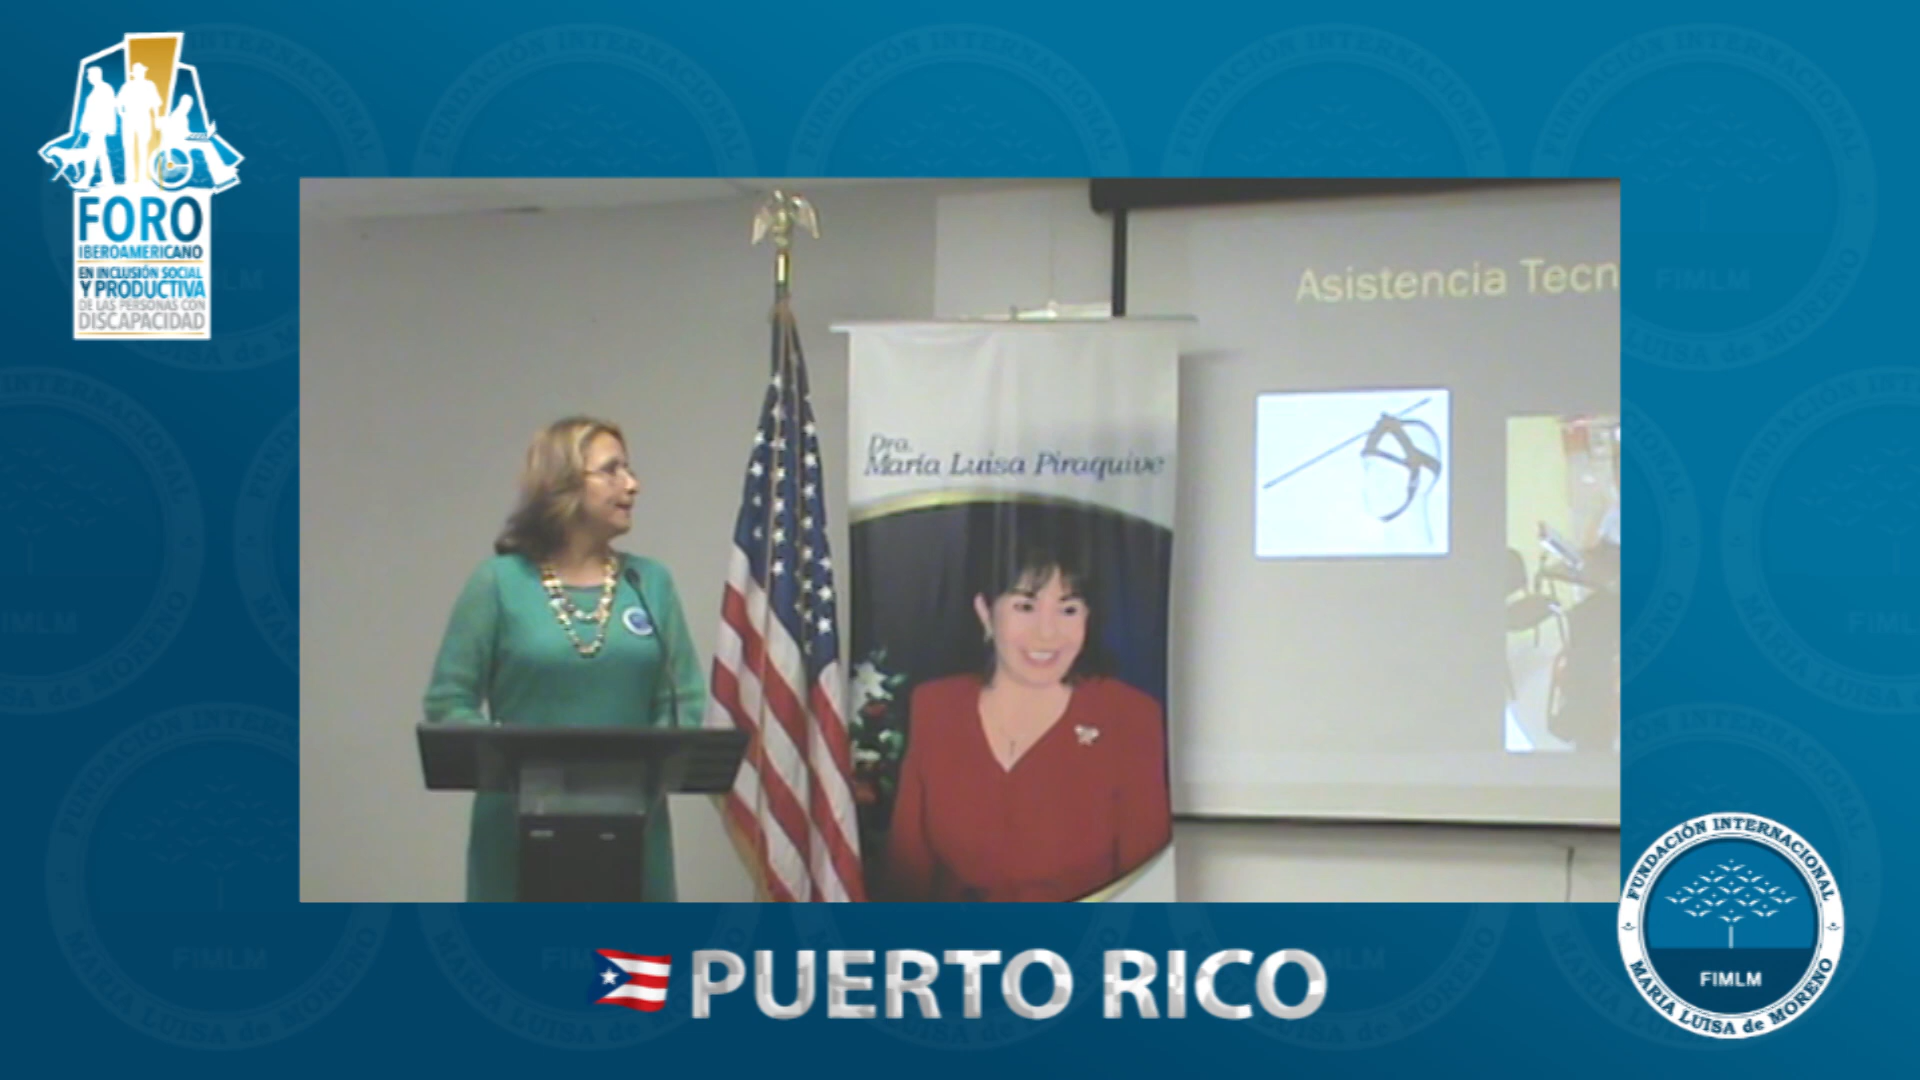 FORO
IBEROAMERICANO
EN INCLUSIÓN SOCIAL
Y PRODUCTIVA
DE LAS PERSONAS CON
DISCAPACIDAD
Asistencia Tecn
Dra.
María Luisa Piraquive
PUERTO RICO
FUNDACIÓN INTERNACIONAL
FIMLM
MARÍA LUISA de MORENO